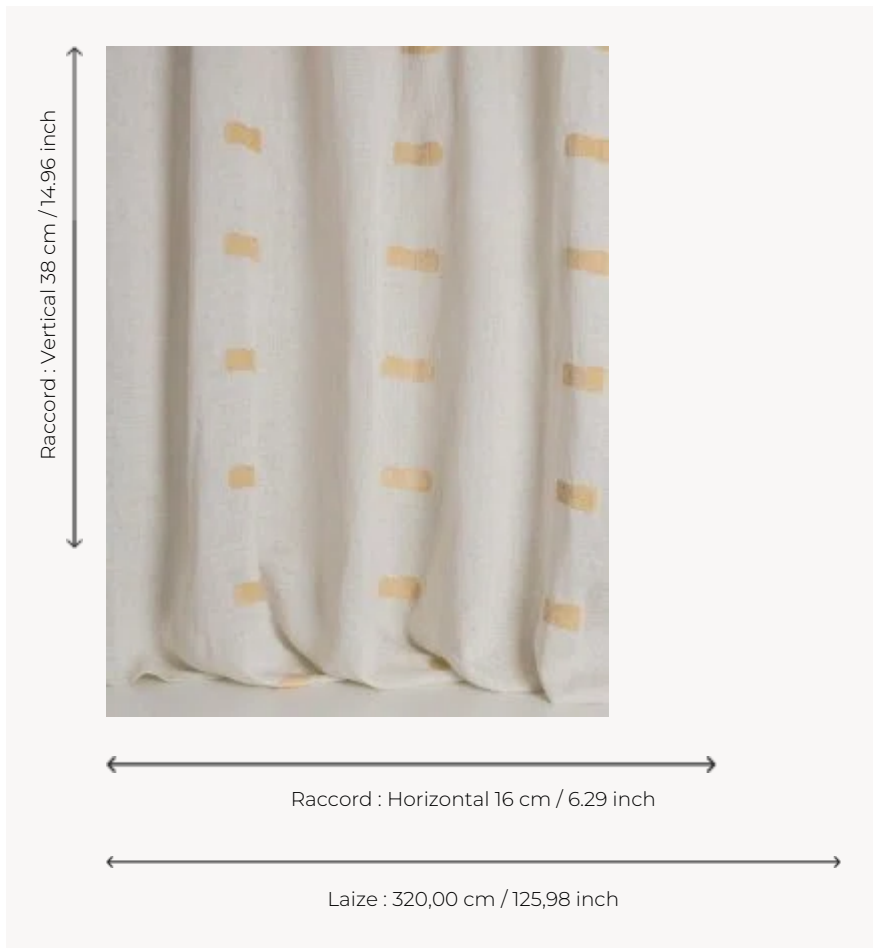 Raccord : Vertical 38 cm / 14.96 inch
Raccord : Horizontal 16 cm / 6.29 inch
Laize : 320,00 cm / 125,98 inch